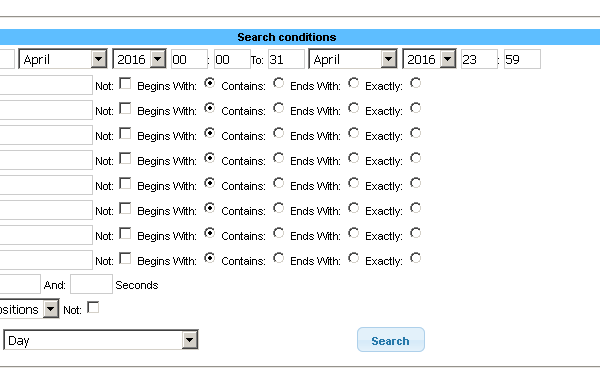 Search conditions
April 2016 00 : 00 To: 31 April 2016 23 : 59
Not: Begins With: Contains: Ends With: Exactly:
Not: Begins With: Contains: Ends With: Exactly:
Not: Begins With: Contains: Ends With: Exactly:
Not: Begins With: Contains: Ends With: Exactly:
Not: Begins With: Contains: Ends With: Exactly:
Not: Begins With: Contains: Ends With: Exactly:
Not: Begins With: Contains: Ends With: Exactly:
Not: Begins With: Contains: Ends With: Exactly:
And: Seconds
ositions Not:
Day Search